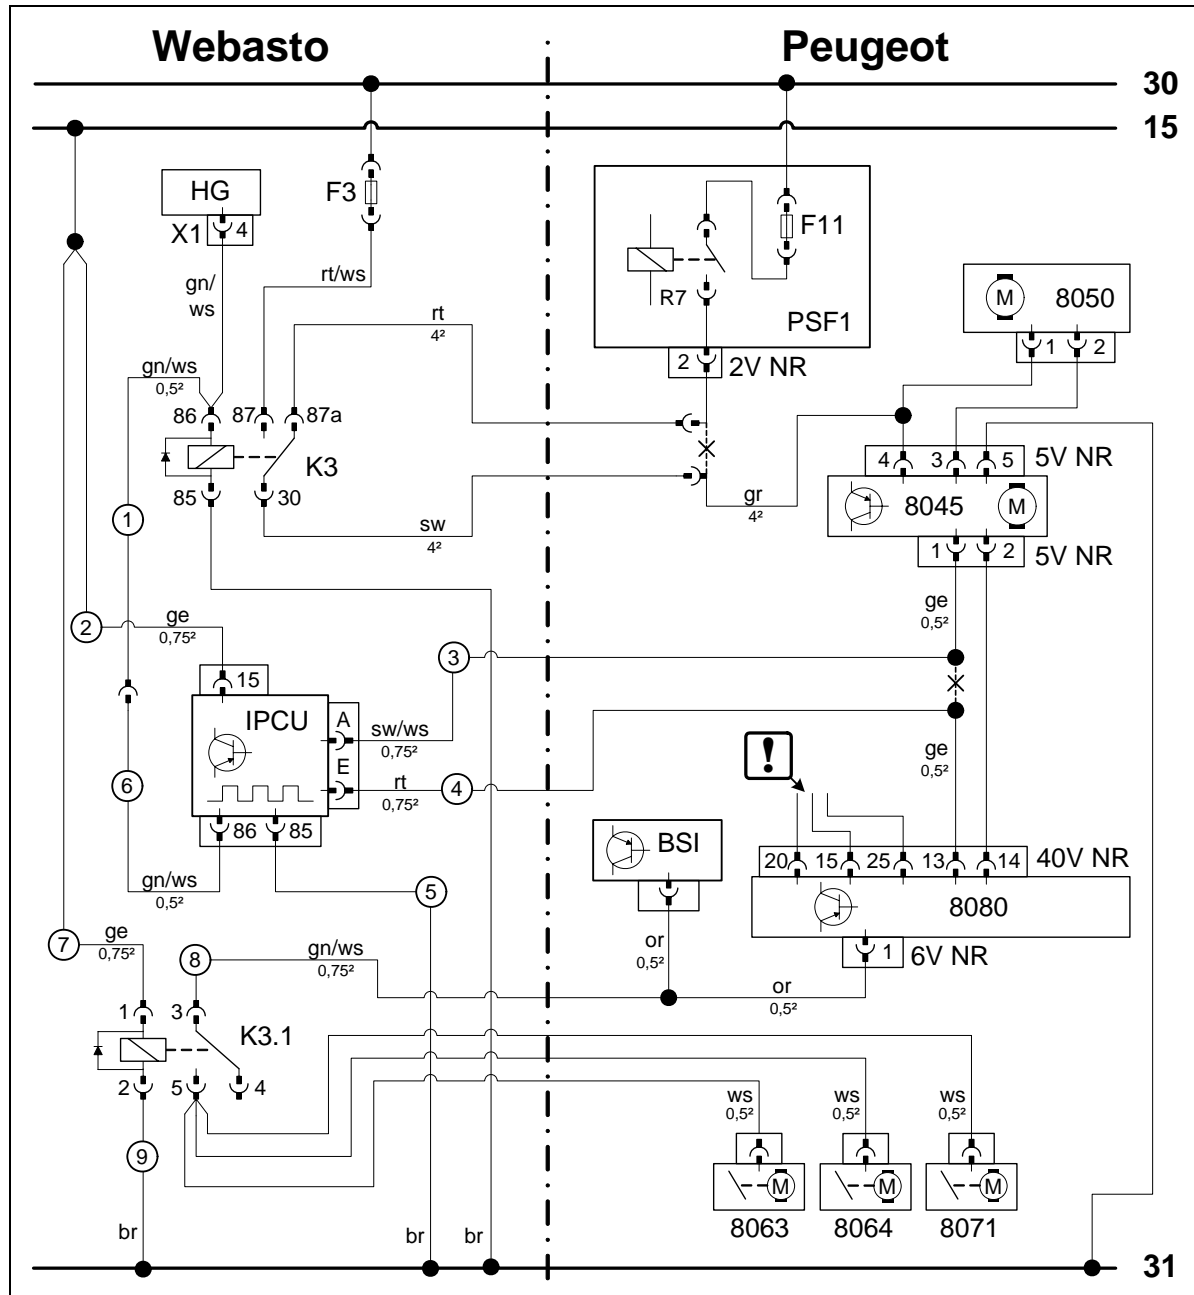 Webasto
Peugeot
30
15
HG
X1
4
F3
F11
gn/
ws
rt/ws
R7
PSF1
M
8050
1
2
2
2V NR
rt
4²
gn/ws
0,5²
86
87
87a
K3
85
30
4
3
5
5V NR
8045
M
1
2
5V NR
gr
4²
sw
4²
1
2
ge
0,75²
ge
0,5²
3
15
IPCU
A
sw/ws
0,75²
E
rt
0,75²
4
6
86
85
!
ge
0,5²
BSI
20
15
25
13
14
40V NR
8080
gn/ws
0,5²
5
1
6V NR
7
ge
0,75²
8
gn/ws
0,75²
or
0,5²
or
0,5²
1
3
K3.1
2
5
4
9
ws
0,5²
ws
0,5²
ws
0,5²
M
M
M
8063
8064
8071
br
br
br
31